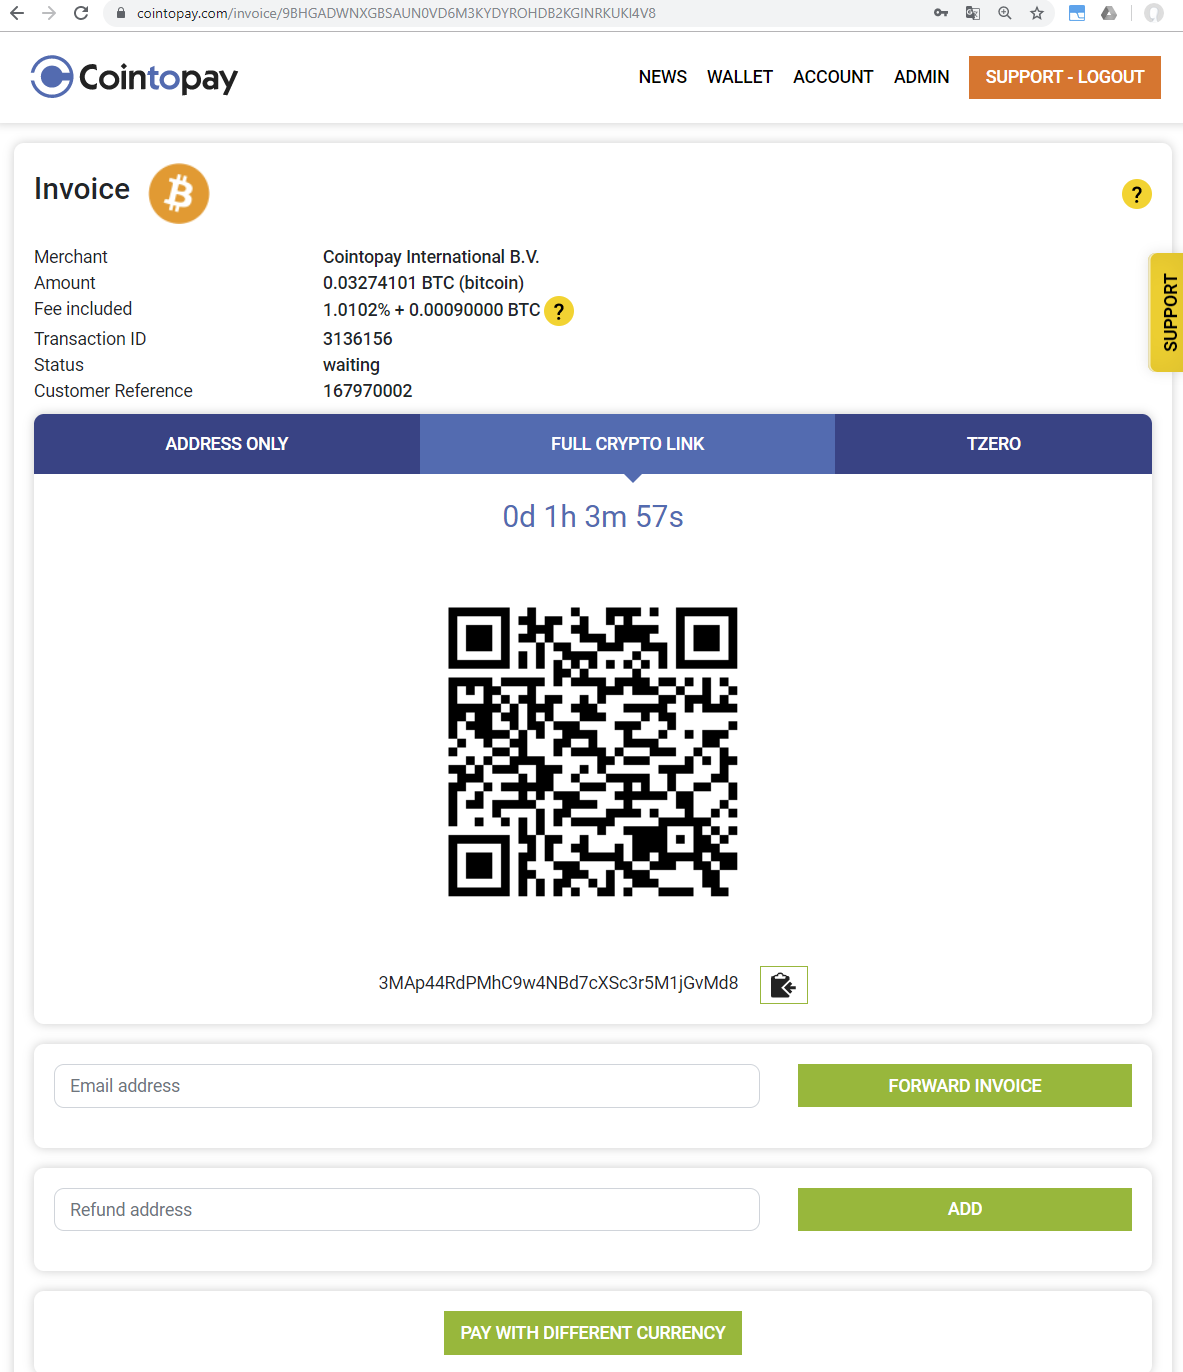 cointopay.com/invoice/9BHGADWNXGBSAUN0VD6M3KYDYROHDB2KGINRKUKI4V8
Cointopay
NEWS WALLET ACCOUNT ADMIN SUPPORT - LOGOUT
Invoice
?
Merchant Cointopay International B.V.
Amount 0.03274101 BTC (bitcoin)
Fee included 1.0102% + 0.00090000 BTC ?
Transaction ID 3136156
Status waiting
Customer Reference 167970002
SUPPORT
ADDRESS ONLY FULL CRYPTO LINK TZERO
0d 1h 3m 57s
3MAp44RdPMhC9w4NBd7cXSc3r5M1jGvMd8
Email address FORWARD INVOICE
Refund address ADD
PAY WITH DIFFERENT CURRENCY